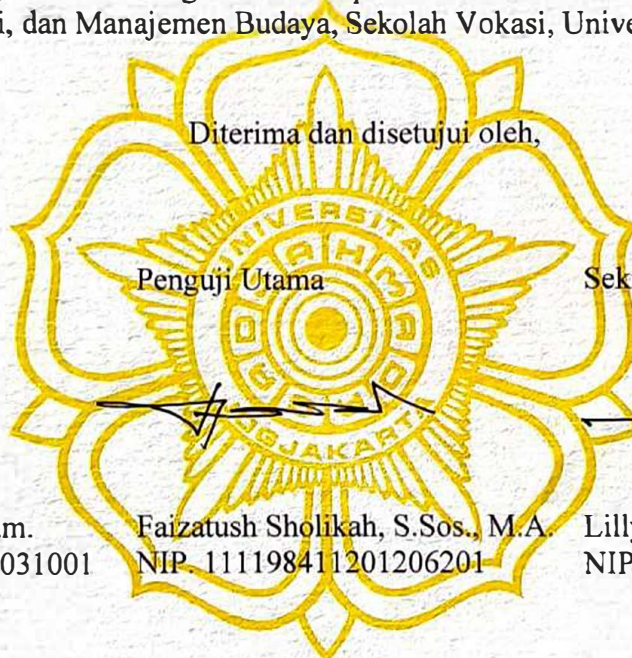 i, dan Manajemen Budaya, Sekolah Vokasi, Unive
Diterima dan disetujui oleh,
UNIVERSITAS
GADJAH MADA
Penguji Utama
Sek
YOGJAKARTA
m.
Faizatush Sholikah, S.Sos., M.A.
Lilly
031001
NIP. 111198411201206201
NIP